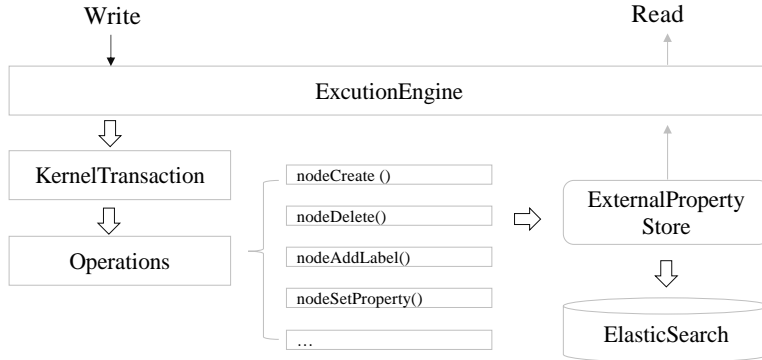 Write
Read
ExcutionEngine
KernelTransaction
Operations
nodeCreate ()
nodeDelete()
nodeAddLabel()
nodeSetProperty()
…
ExternalProperty
Store
ElasticSearch